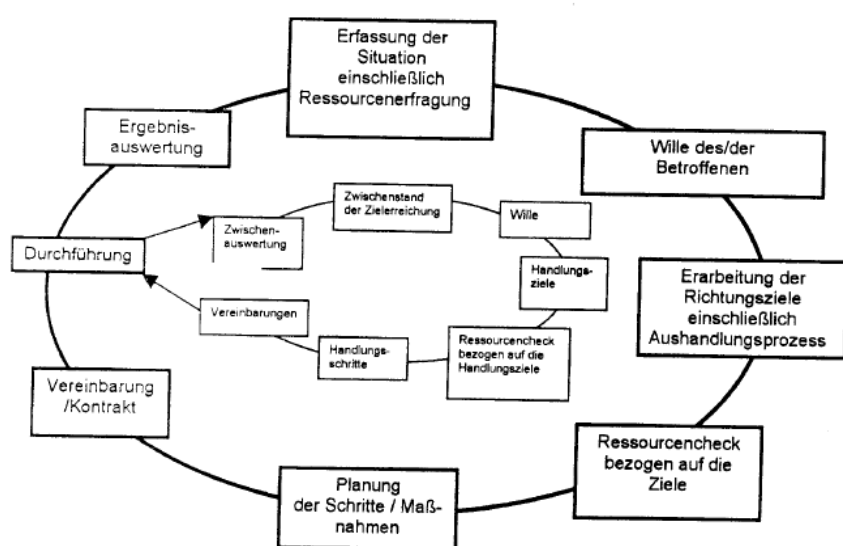 Erfassung der
Situation
einschließlich
Ressourcenerfragung
Wille des/der
Betroffenen
Erarbeitung der
Richtungsziele
einschließlich
Aushandlungsprozess
Ressourcencheck
bezogen auf die
Ziele
Planung
der Schritte / Maß-
nahmen
Vereinbarung
/Kontrakt
Durchführung
Ergebnis-
auswertung
Zwischen-
auswertung
Zwischenstand
der Zielerreichung
Wille
Handlungs-
ziele
Ressourcencheck
bezogen auf die
Handlungsziele
Handlungs-
schritte
Vereinbarungen